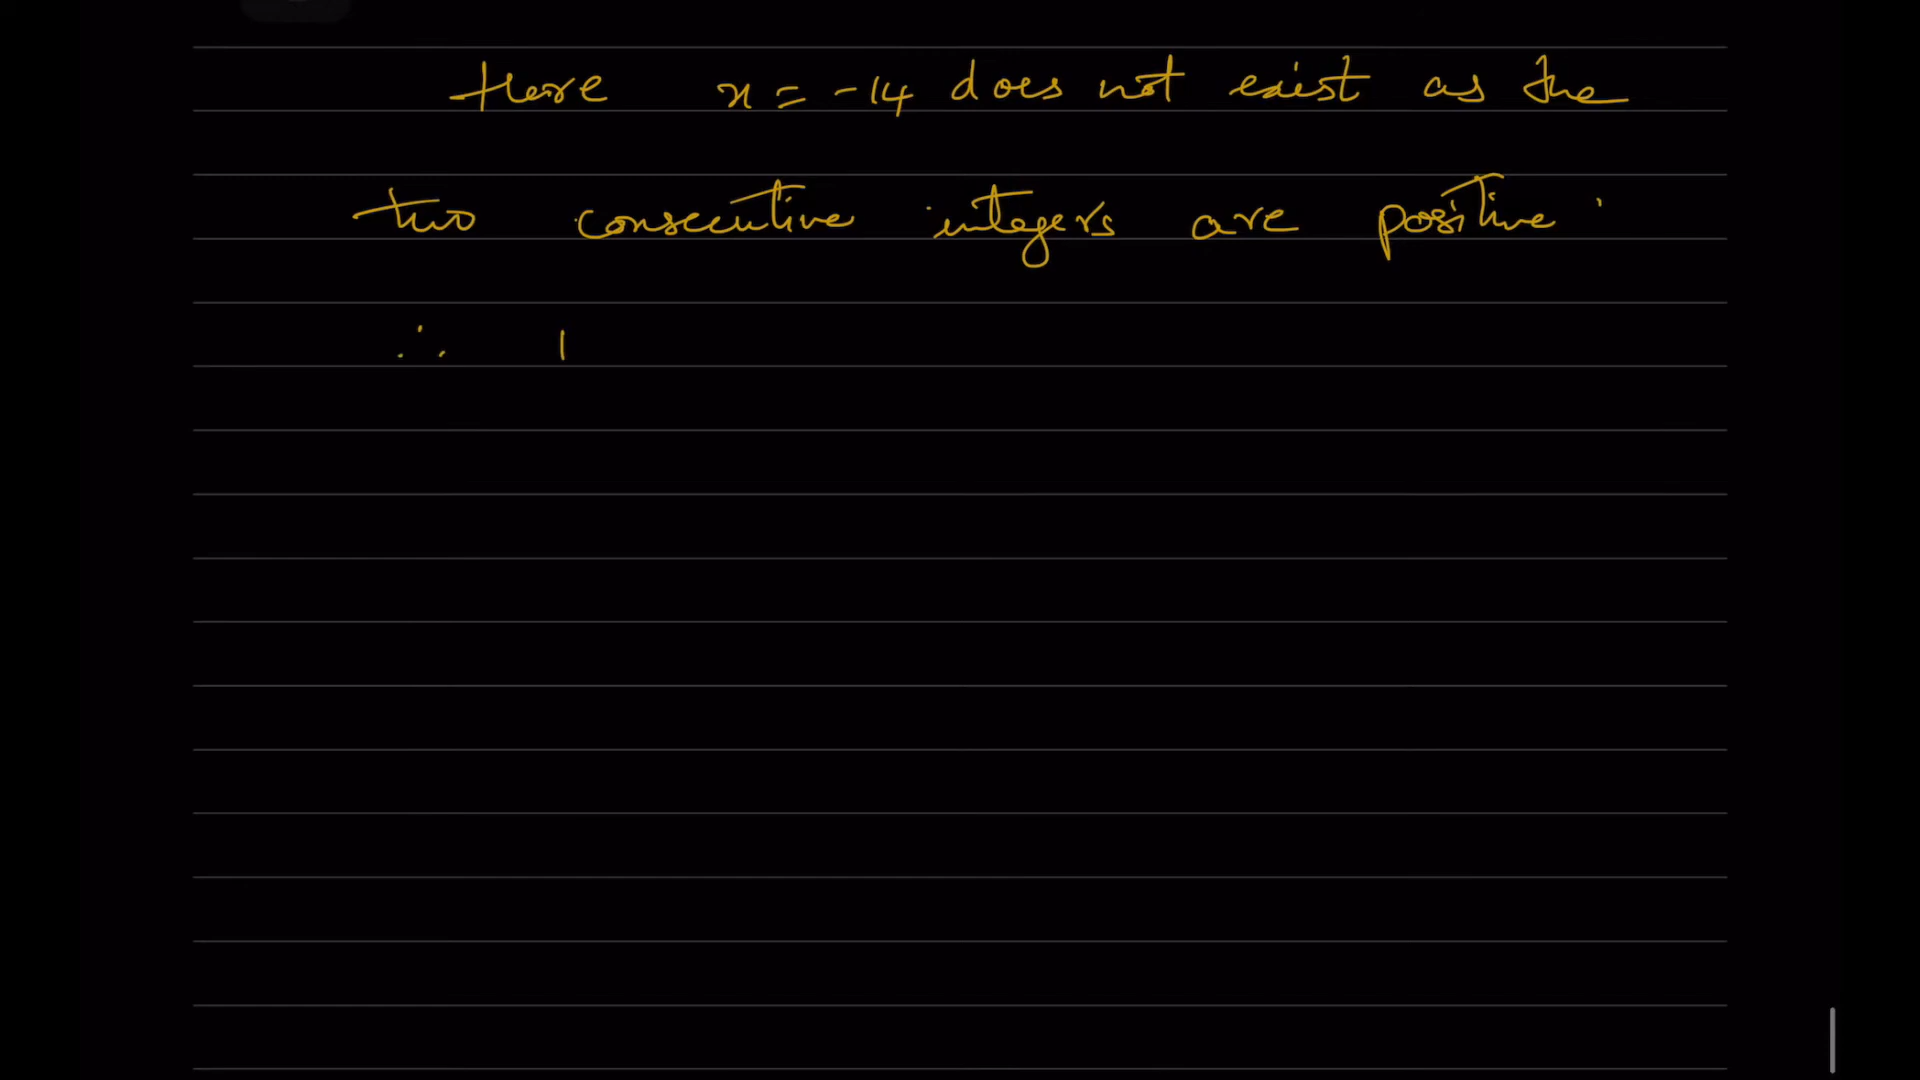 Here x = -14 does not exist as the
two consecutive integers are positive .
∴ 1